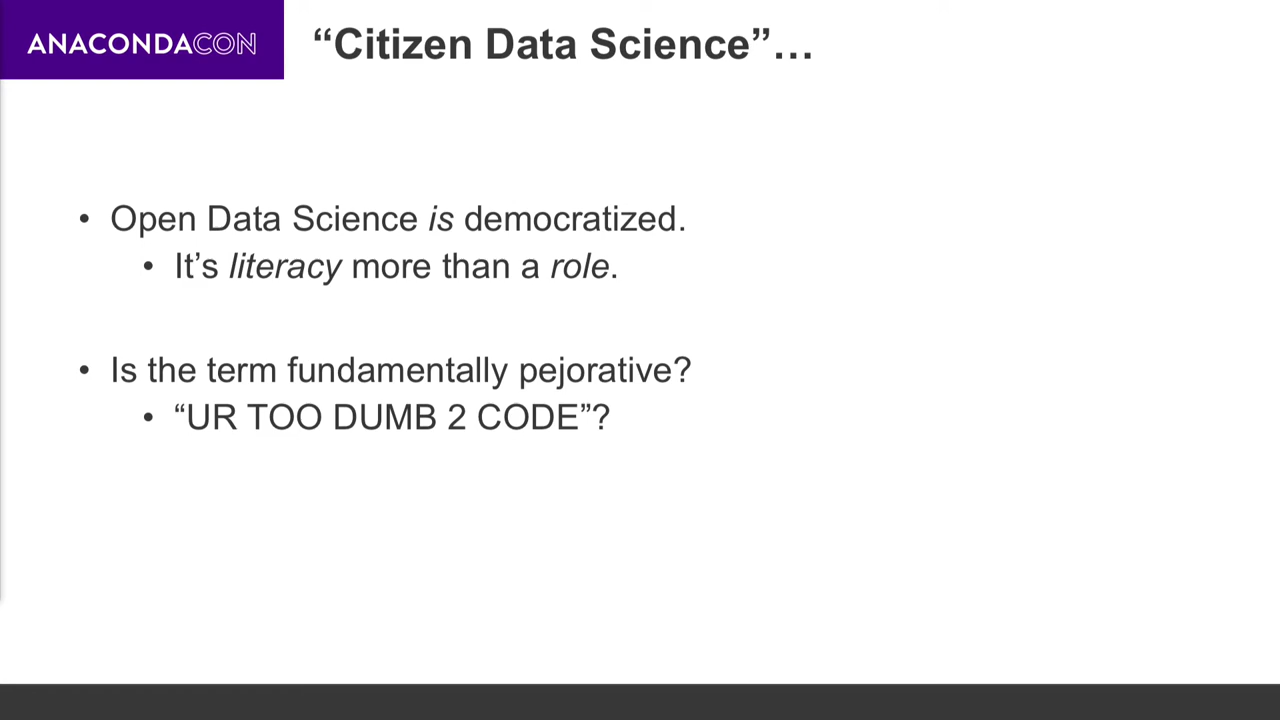 ANACONDACON
“Citizen Data Science”…
• Open Data Science is democratized.
• It’s literacy more than a role.
• Is the term fundamentally pejorative?
• “UR TOO DUMB 2 CODE”?